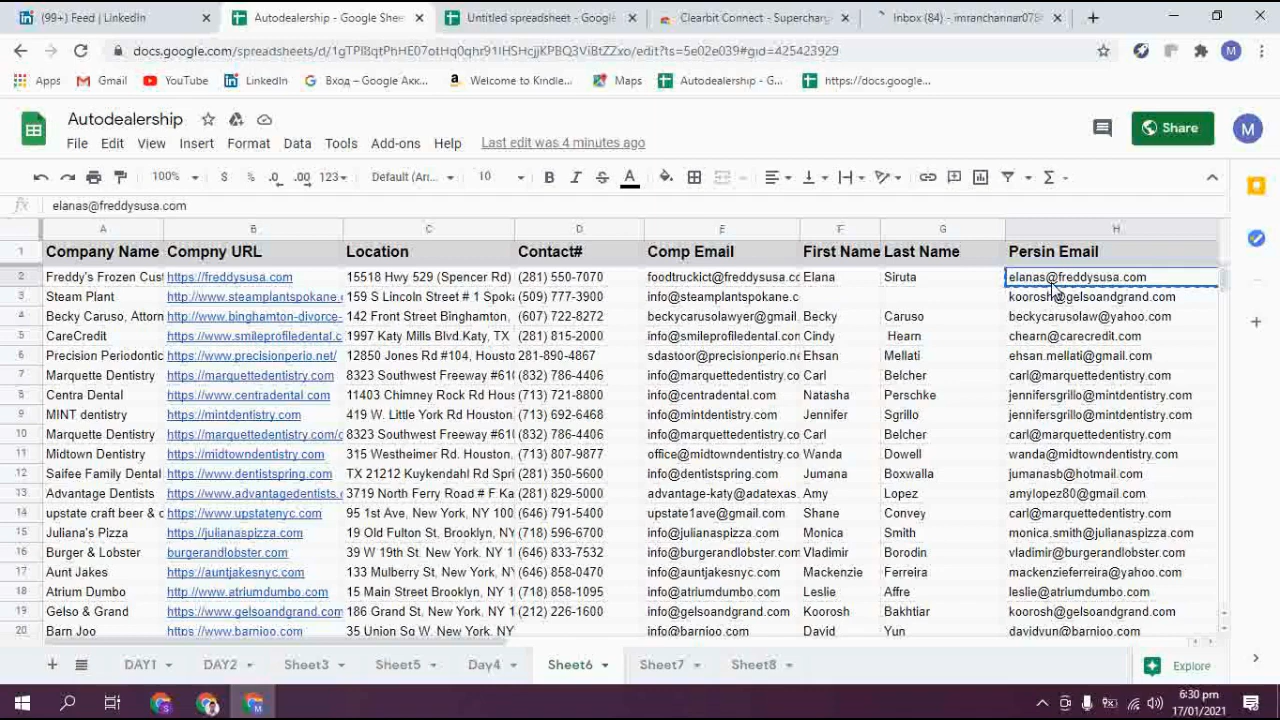 (99+) Feed | LinkedIn
Autodealership - Google Shee
Untitled spreadsheet - Google
Clearbit Connect - Supercharg
Inbox (84) - imranchannar078
docs.google.com/spreadsheets/d/
Apps Gmail YouTube LinkedIn Вход – Google Акк... Welcome to Kindle... Maps Autodealership - G... https://docs.google...
Autodealership
File Edit View Insert Format Data Tools Add-ons Help Last edit was 4 minutes ago
Share
M
100% $ % .0 .00 123 Default (Ari... 10 B I S A
fx elanas@freddysusa.com
A B C D E F G H
1 Company Name Compny URL Location Contact# Comp Email First Name Last Name Persin Email
2 Freddy's Frozen Cust https://freddysusa.com 15518 Hwy 529 (Spencer Rd) (281) 550-7070 foodtruckict@freddysusa.cc Elana Siruta elanas@freddysusa.com
3 Steam Plant http://www.steamplantspokane. 159 S Lincoln Street # 1 Spoka (509) 777-3900 info@steamplantspokane.c koorosh@gelsoandgrand.com
4 Becky Caruso, Attorn http://www.binghamton-divorce- 142 Front Street Binghamton, (607) 722-8272 beckycarusolawyer@gmail. Becky Caruso beckycarusolaw@yahoo.com
5 CareCredit http://www.smileprofiledental.c 1997 Katy Mills Blvd.Katy, TX (281) 815-2000 info@smileprofiledental.cor Cindy Hearn chearn@carecredit.com
6 Precision Periodontic http://www.precisionperio.net/ 12850 Jones Rd #104, Housto 281-890-4867 sdastoor@precisionperio.ne Ehsan Mellati ehsan.mellati@gmail.com
7 Marquette Dentistry https://marquettedentistry.com 8323 Southwest Freeway #610 (832) 786-4406 info@marquettedentistry.co Carl Belcher carl@marquettedentistry.com
8 Centra Dental https://www.centradental.com 11403 Chimney Rock Rd Hous (713) 721-8800 info@centradental.com Natasha Perschke jennifersgrillo@mintdentistry.com
9 MINT dentistry https://mintdentistry.com 419 W. Little York Rd Houston (713) 692-6468 info@mintdentistry.com Jennifer Sgrillo jennifersgrillo@mintdentistry.com
10 Marquette Dentistry https://marquettedentistry.com/c 8323 Southwest Freeway #61 (832) 786-4406 info@marquettedentistry.co Carl Belcher carl@marquettedentistry.com
11 Midtown Dentistry https://midtowndentistry.com 315 Westheimer Rd. Houston, (713) 807-9877 office@midtowndentistry.co Wanda Dowell wanda@midtowndentistry.com
12 Saifee Family Dental https://www.dentistspring.com TX 21212 Kuykendahl Rd Spri (281) 350-5600 info@dentistspring.com Jumana Boxwalla jumanasb@hotmail.com
13 Advantage Dentists https://www.advantagedentists. 3719 North Ferry Road # F Ka (281) 829-5000 advantage-katy@adatexas. Amy Lopez amylopez80@gmail.com
14 upstate craft beer & c https://www.upstatenyc.com 95 1st Ave, New York, NY 100 (646) 791-5400 upstate1ave@gmail.com Shane Convey carl@marquettedentistry.com
15 Juliana's Pizza https://julianaspizza.com 19 Old Fulton St, Brooklyn, N (718) 596-6700 info@julianaspizza.com Monica Smith monica.smith@julianaspizza.com
16 Burger & Lobster burgerandlobster.com 39 W 19th St. New York, NY 1 (646) 833-7532 info@burgerandlobster.com Vladimir Borodin vladimir@burgerandlobster.com
17 Aunt Jakes https://auntjakesnyc.com 133 Mulberry St, New York, NY (646) 858-0470 info@auntjakesnyc.com Mackenzie Ferreira mackenzieferreira@yahoo.com
18 Atrium Dumbo http://www.atriumdumbo.com 15 Main Street Brooklyn, NY 1 (718) 858-1095 info@atriumdumbo.com Leslie Affre leslie@atriumdumbo.com
19 Gelso & Grand https://www.gelsoandgrand.com 186 Grand St, New York, NY 1 (212) 226-1600 info@gelsoandgrand.com Koorosh Bakhtiar koorosh@gelsoandgrand.com
20 Barn Joo https://www.barnjoo.com 35 Union Sq W. New York, NY info@barnjoo.com David Yun davidyun@barnjoo.com
DAY1 DAY2 Sheet3 Sheet5 Day4 Sheet6 Sheet7 Sheet8 Explore
6:30 pm
17/01/2021